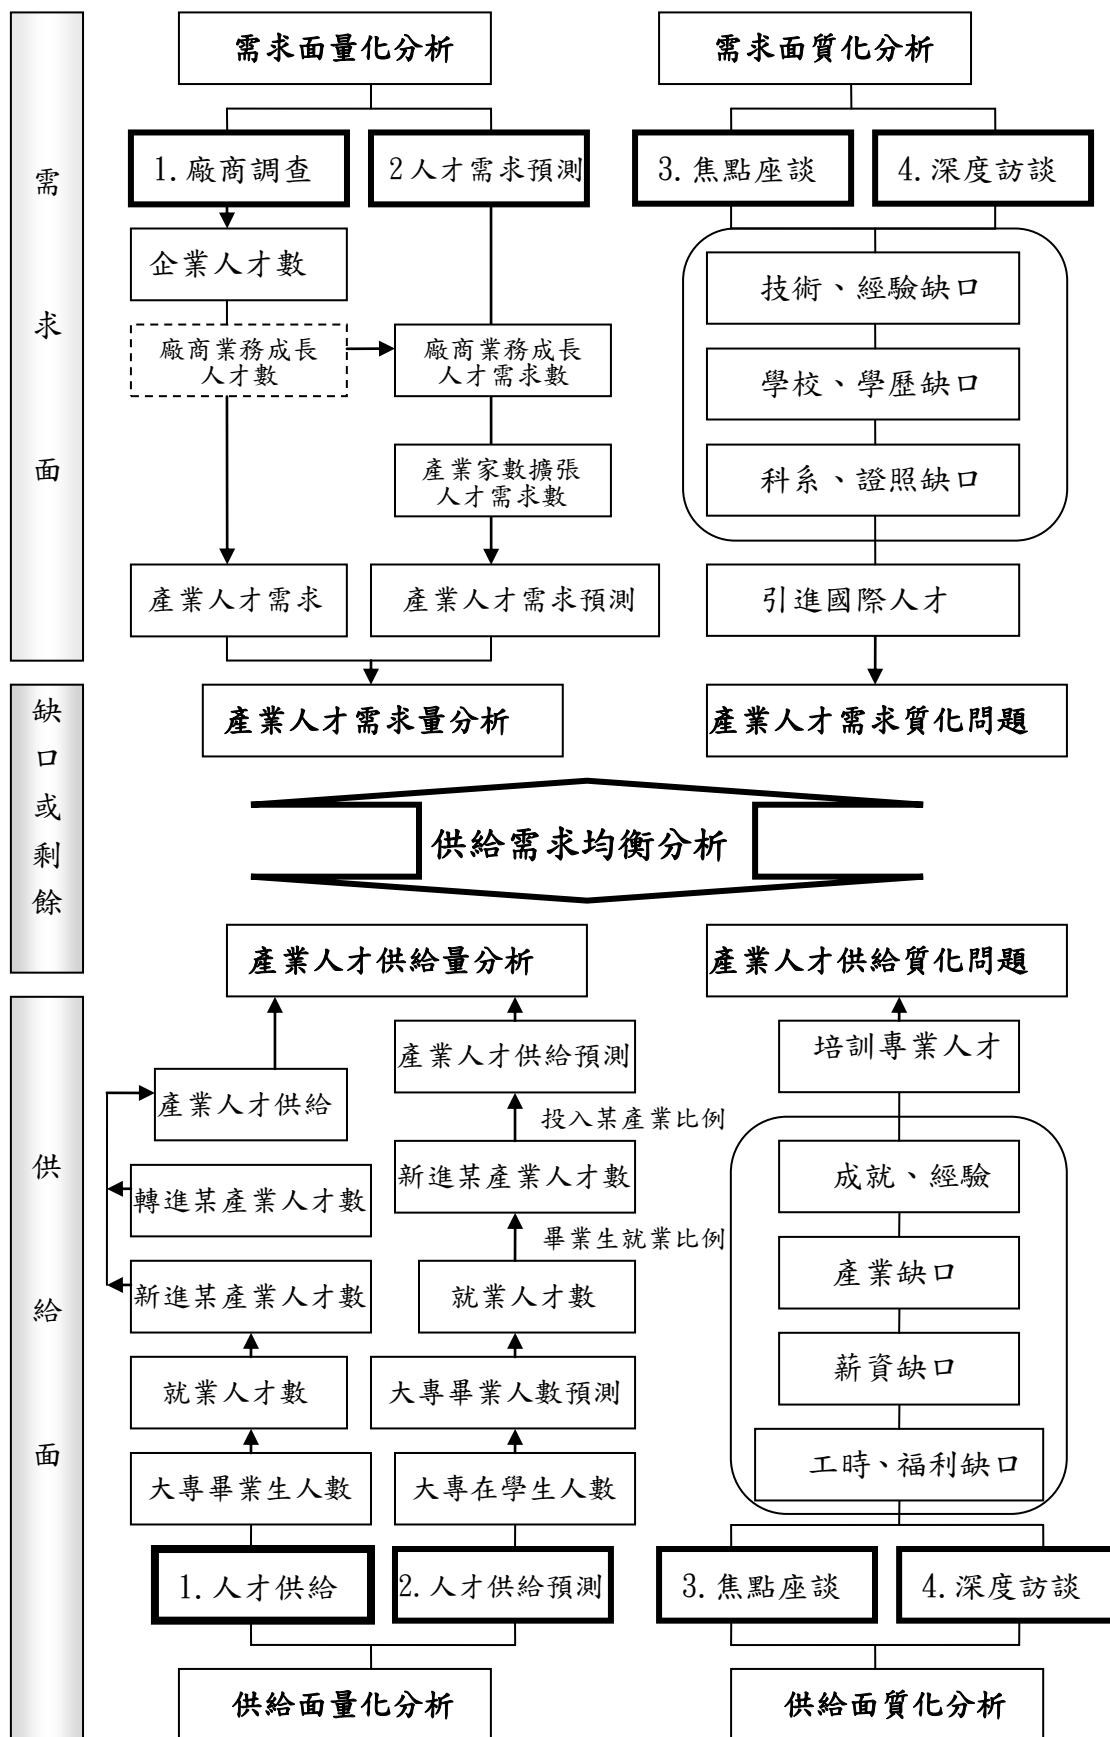 需求面
需求面量化分析
需求面質化分析
1.廠商調查
2人才需求預測
3.焦點座談
4.深度訪談
企業人才數
技術、經驗缺口
廠商業務成長
人才數
廠商業務成長
人才需求數
學校、學歷缺口
產業家數擴張
人才需求數
科系、證照缺口
產業人才需求
產業人才需求預測
引進國際人才
缺口或剩餘
產業人才需求量分析
產業人才需求質化問題
供給需求均衡分析
產業人才供給量分析
產業人才供給質化問題
供給面
產業人才供給預測
培訓專業人才
產業人才供給
投入某產業比例
轉進某產業人才數
新進某產業人才數
成就、經驗
畢業生就業比例
新進某產業人才數
就業人才數
產業缺口
就業人才數
大專畢業人數預測
薪資缺口
大專畢業生人數
大專在學生人數
工時、福利缺口
1.人才供給
2.人才供給預測
3.焦點座談
4.深度訪談
供給面量化分析
供給面質化分析